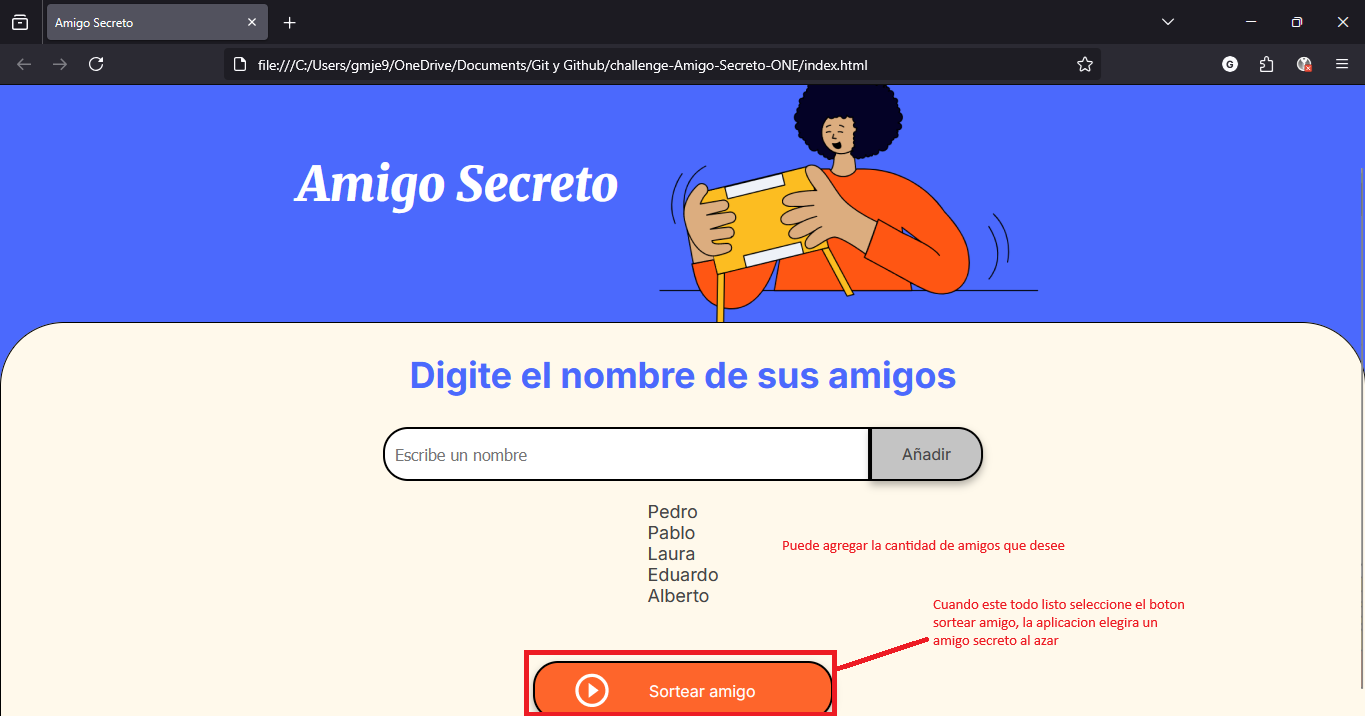 Amigo Secreto
file:///C:/Users/gmje9/OneDrive/Documents/Git y Github/challenge-Amigo-Secreto-ONE/index.html
G
Amigo Secreto
Digite el nombre de sus amigos
Escribe un nombre
Añadir
Pedro
Pablo
Laura
Eduardo
Alberto
Puede agregar la cantidad de amigos que desee
Cuando este todo listo seleccione el boton
sortear amigo, la aplicacion elegira un
amigo secreto al azar
Sortear amigo